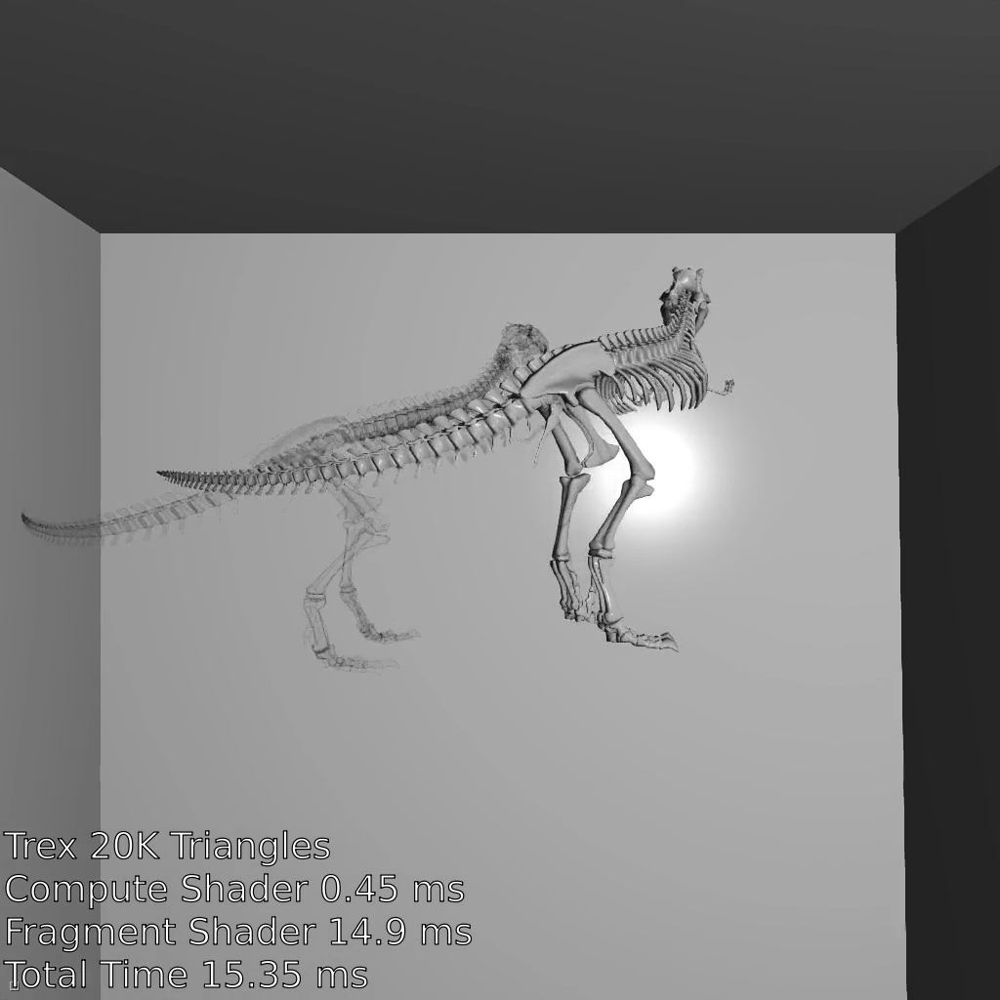 Trex 20K Triangles
Compute Shader 0.45 ms
Fragment Shader 14.9 ms
Total Time 15.35 ms